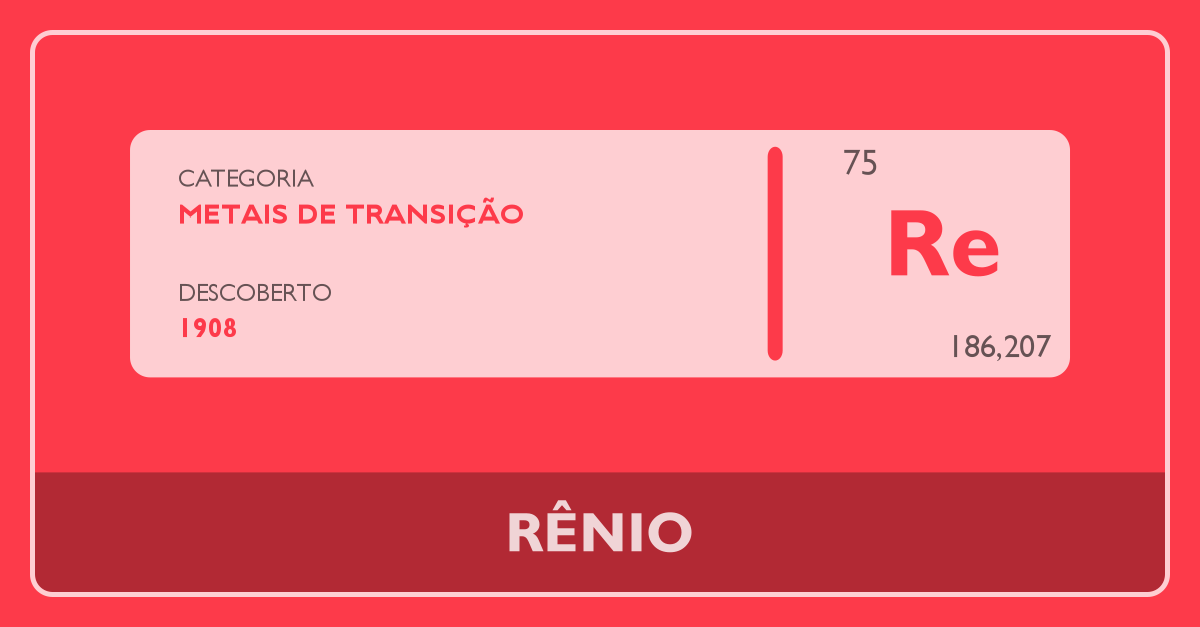 CATEGORIA
METAIS DE TRANSIÇÃO
DESCOBERTO
1908
75
Re
186,207
RÊNIO